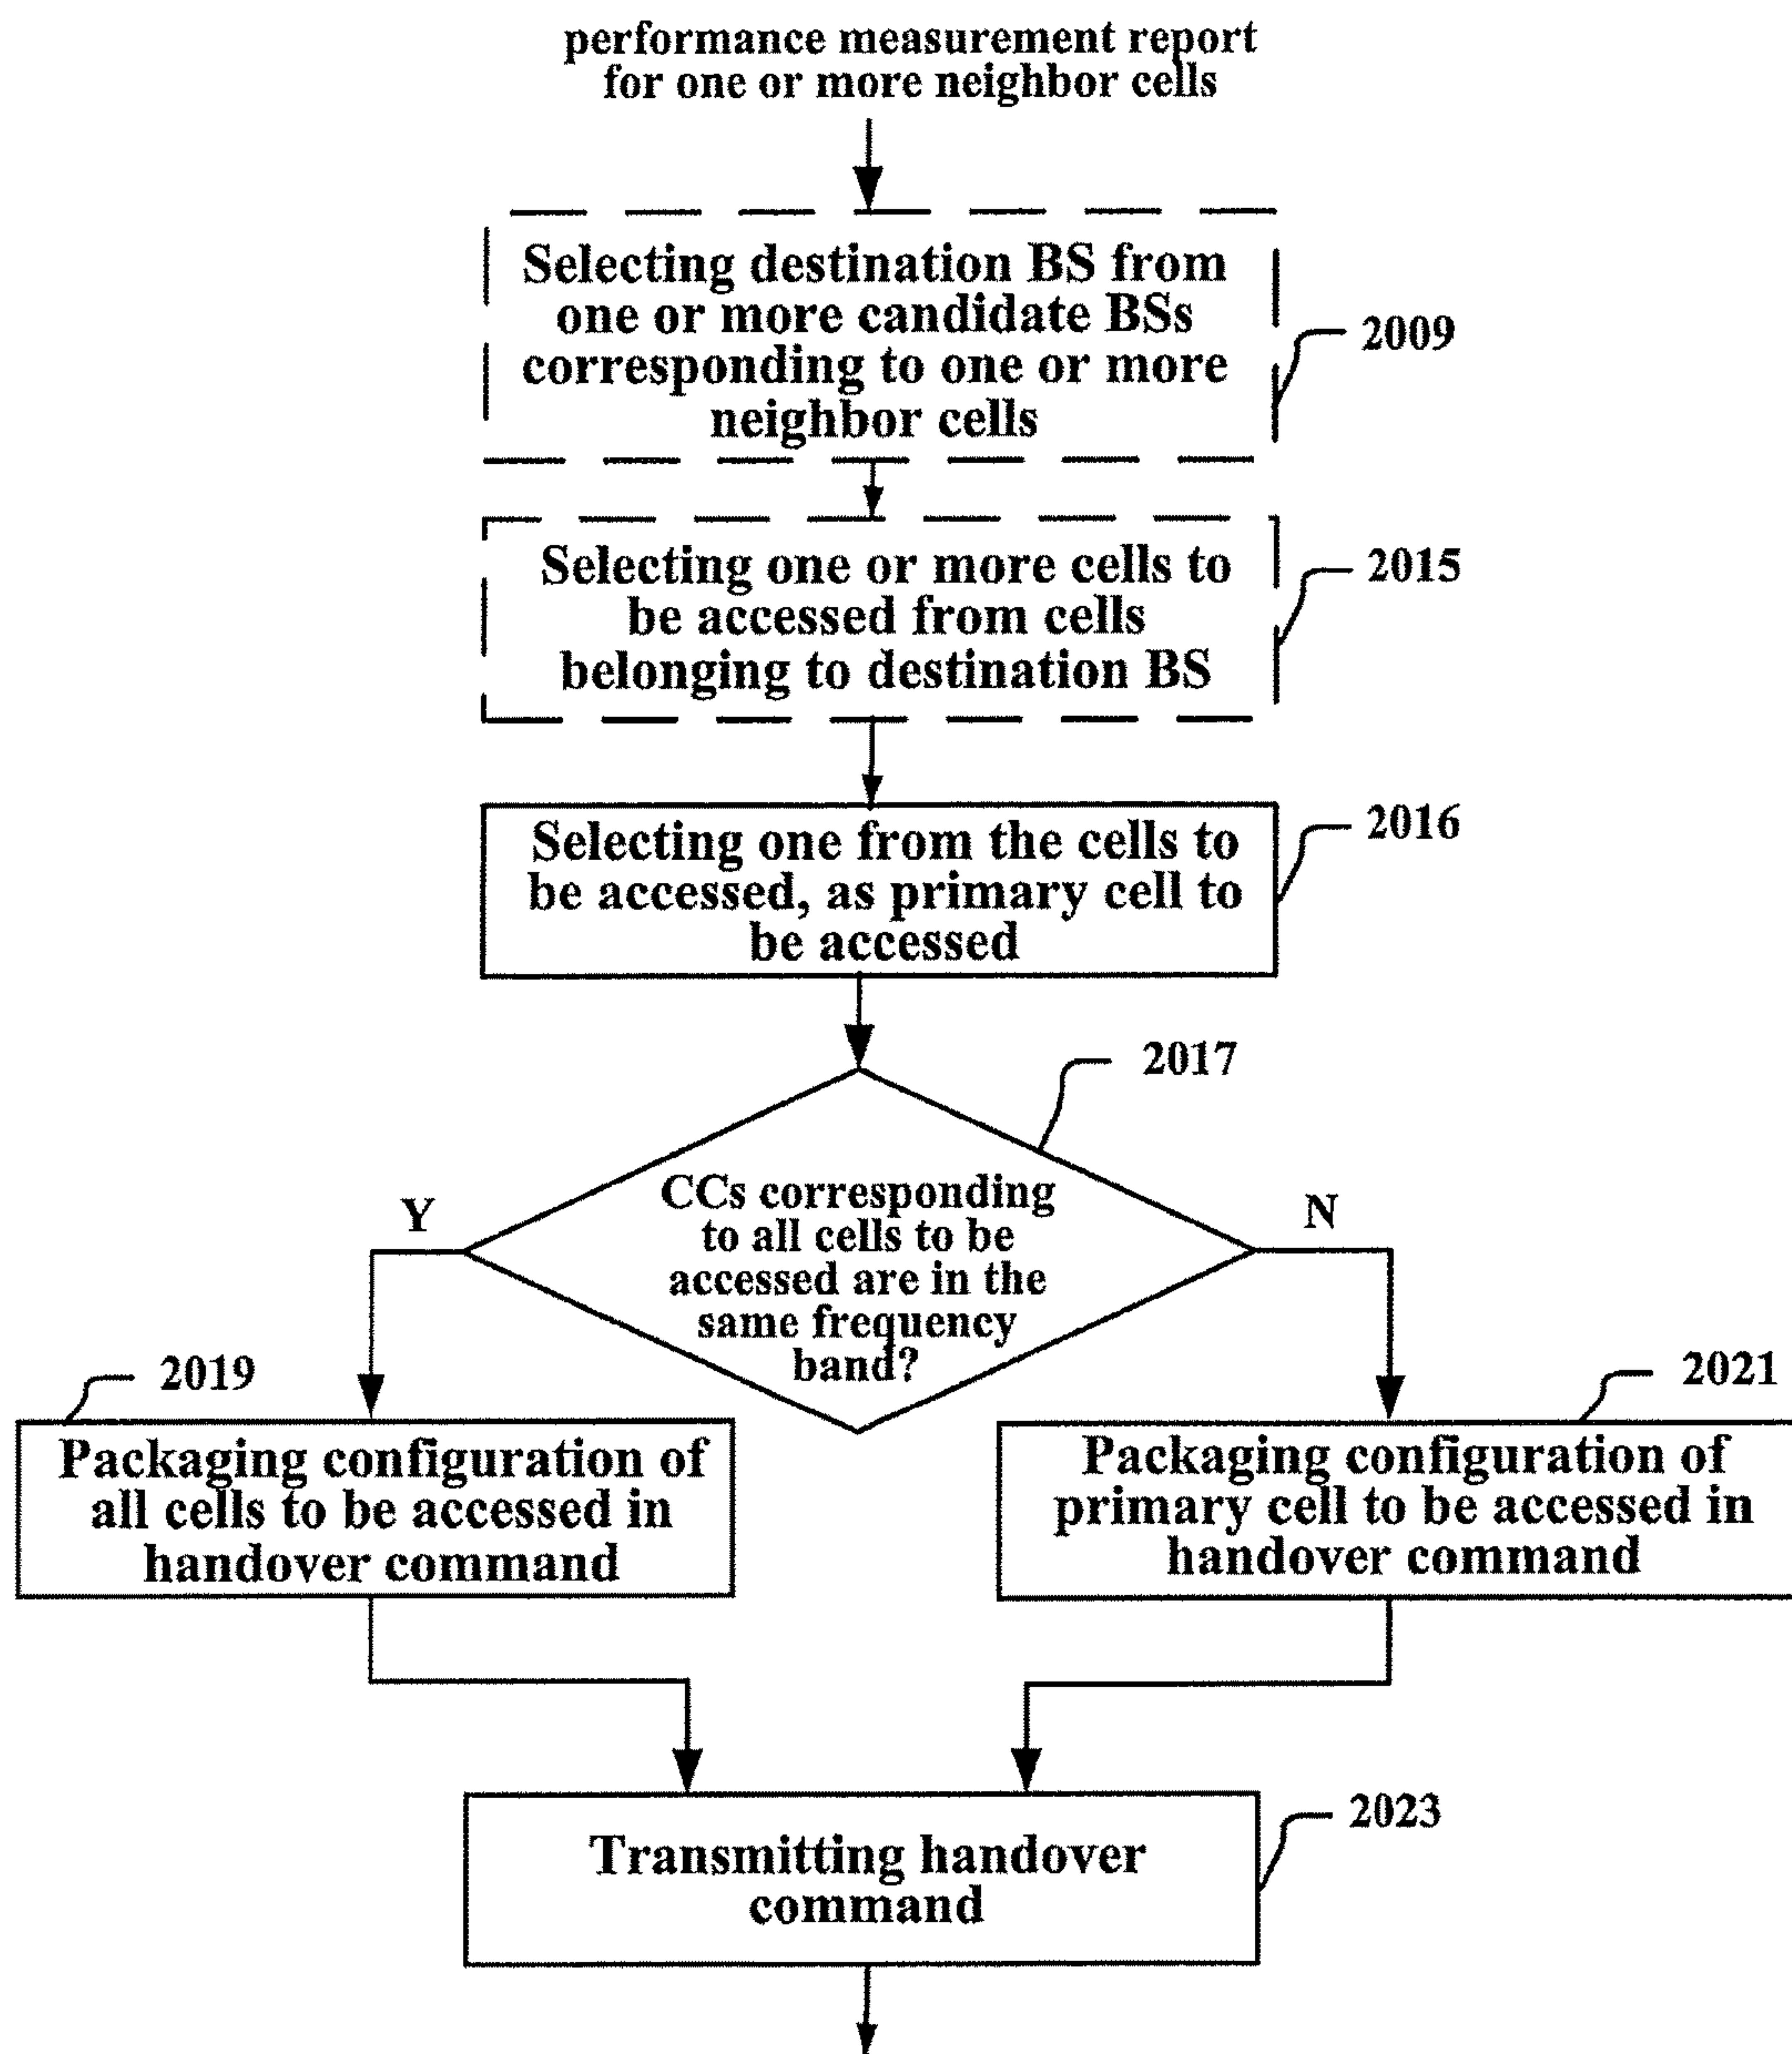 performance measurement report
for one or more neighbor cells
Selecting destination BS from
one or more candidate BSs
corresponding to one or more
neighbor cells
2009
Selecting one or more cells to
be accessed from cells
belonging to destination BS
2015
Selecting one from the cells to
be accessed, as primary cell to
be accessed
2016
2017
CCs corresponding
to all cells to be
accessed are in the
same frequency
band?
Y
N
2019
Packaging configuration of
all cells to be accessed in
handover command
2021
Packaging configuration of
primary cell to be accessed in
handover command
Transmitting handover
command
2023